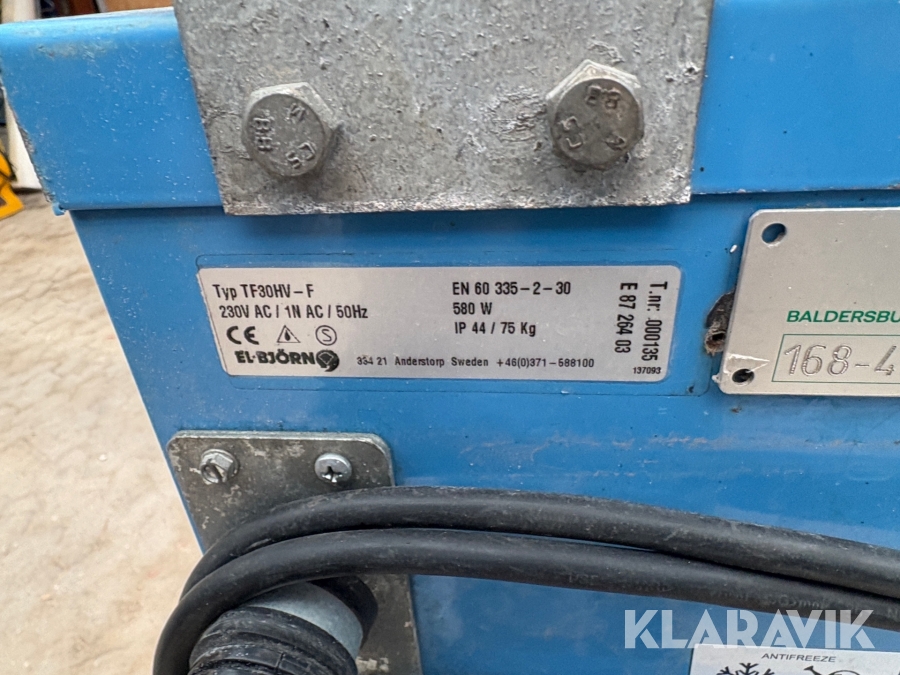 Typ TF30HV-F
230V AC / 1N AC / 50Hz
EN 60 335-2-30
580 W
IP 44 / 75 Kg
CE
EL-BJÖRN
334 21 Anderstorp Sweden +46(0)371-588100
T.nr: 000135
E 87 264 03
137093
BALDERSBU
168-4
ANTIFREEZE
KLARAVIK